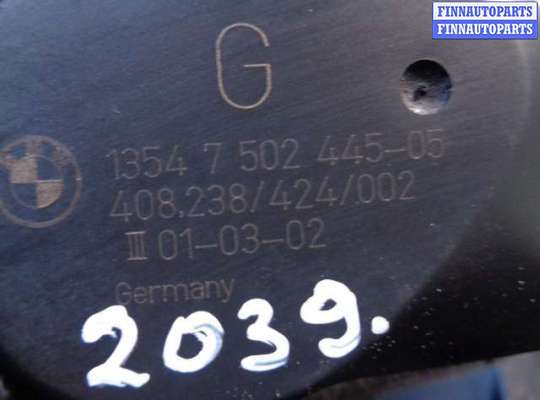 FINNAUTOPARTS
FINNAUTOPARTS
G
1354 7 502 445-05
408.238/424/.002
III 01-03-02
Germany
2039.